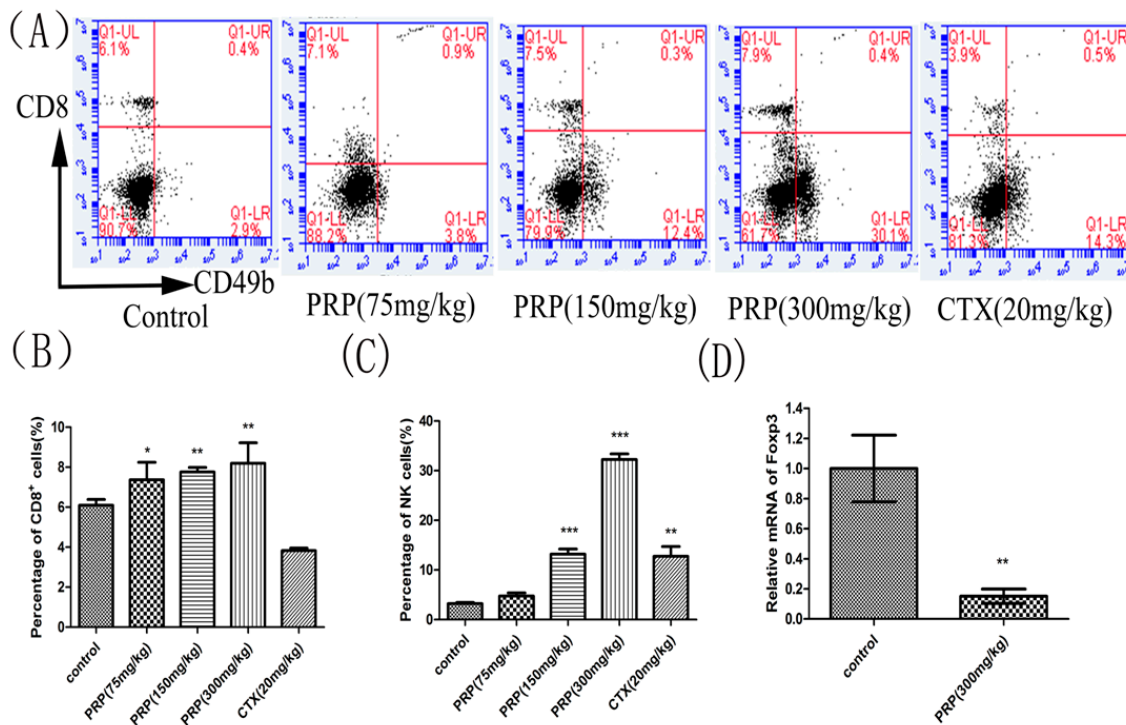 (A)
Q1-UL
6.1%
Q1-UR
0.4%
Q1-LL
90.7%
Q1-LR
2.9%
Q1-UL
7.1%
Q1-UR
0.9%
Q1-LL
88.2%
Q1-LR
3.8%
Q1-UL
7.5%
Q1-UR
0.3%
Q1-LL
79.9%
Q1-LR
12.4%
Q1-UL
7.9%
Q1-UR
0.4%
Q1-LL
61.7%
Q1-LR
30.1%
Q1-UL
3.9%
Q1-UR
0.5%
Q1-LL
81.3%
Q1-LR
14.3%
CD8
CD49b
Control
PRP(75mg/kg)
PRP(150mg/kg)
PRP(300mg/kg)
CTX(20mg/kg)
(B)
Percentage of CD8+ cells(%)
10
8
6
4
2
0
*
**
**
control
PRP(75mg/kg)
PRP(150mg/kg)
PRP(300mg/kg)
CTX(20mg/kg)
(C)
Percentage of NK cells(%)
40
30
20
10
0
***
***
**
control
PRP(75mg/kg)
PRP(150mg/kg)
PRP(300mg/kg)
CTX(20mg/kg)
(D)
Relative mRNA of Foxp3
1.4
1.2
1.0
0.8
0.6
0.4
0.2
0.0
**
control
PRP(300mg/kg)